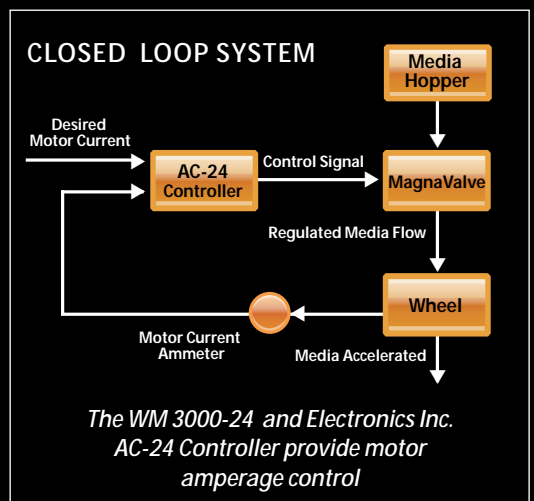 CLOSED LOOP SYSTEM
Media
Hopper
Desired
Motor Current
AC-24
Controller
Control Signal
MagnaValve
Regulated Media Flow
Wheel
Motor Current
Ammeter
Media Accelerated
The WM 3000-24 and Electronics Inc.
AC-24 Controller provide motor
amperage control